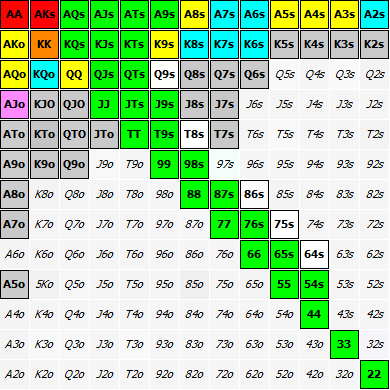 AA AKs AQs AJs ATs A9s A8s A7s A6s A5s A4s A3s A2s
AKo KK KQs KJs KTs K9s K8s K7s K6s K5s K4s K3s K2s
AQo KQo QQ QJs QTs Q9s Q8s Q7s Q6s Q5s Q4s Q3s Q2s
AJo KJO QJO JJ JTs J9s J8s J7s J6s J5s J4s J3s J2s
ATo KTo QTO JTo TT T9s T8s T7s T6s T5s T4s T3s T2s
A9o K9o Q9o J9o T9o 99 98s 97s 96s 95s 94s 93s 92s
A8o K8o Q8o J8o T8o 98o 88 87s 86s 85s 84s 83s 82s
A7o K7o Q7o J7o T7o 97o 87o 77 76s 75s 74s 73s 72s
A6o K6o Q6o J6o T6o 96o 86o 76o 66 65s 64s 63s 62s
A5o 5Ko Q5o J5o T5o 95o 85o 75o 65o 55 54s 53s 52s
A4o K4o Q4o J4o T4o 94o 84o 74o 64o 54o 44 43s 42s
A3o K3o Q3o J3o T3o 93o 83o 73o 63o 53o 43o 33 32s
A2o K2o Q2o J2o T2o 92o 82o 72o 62o 52o 42o 32o 22